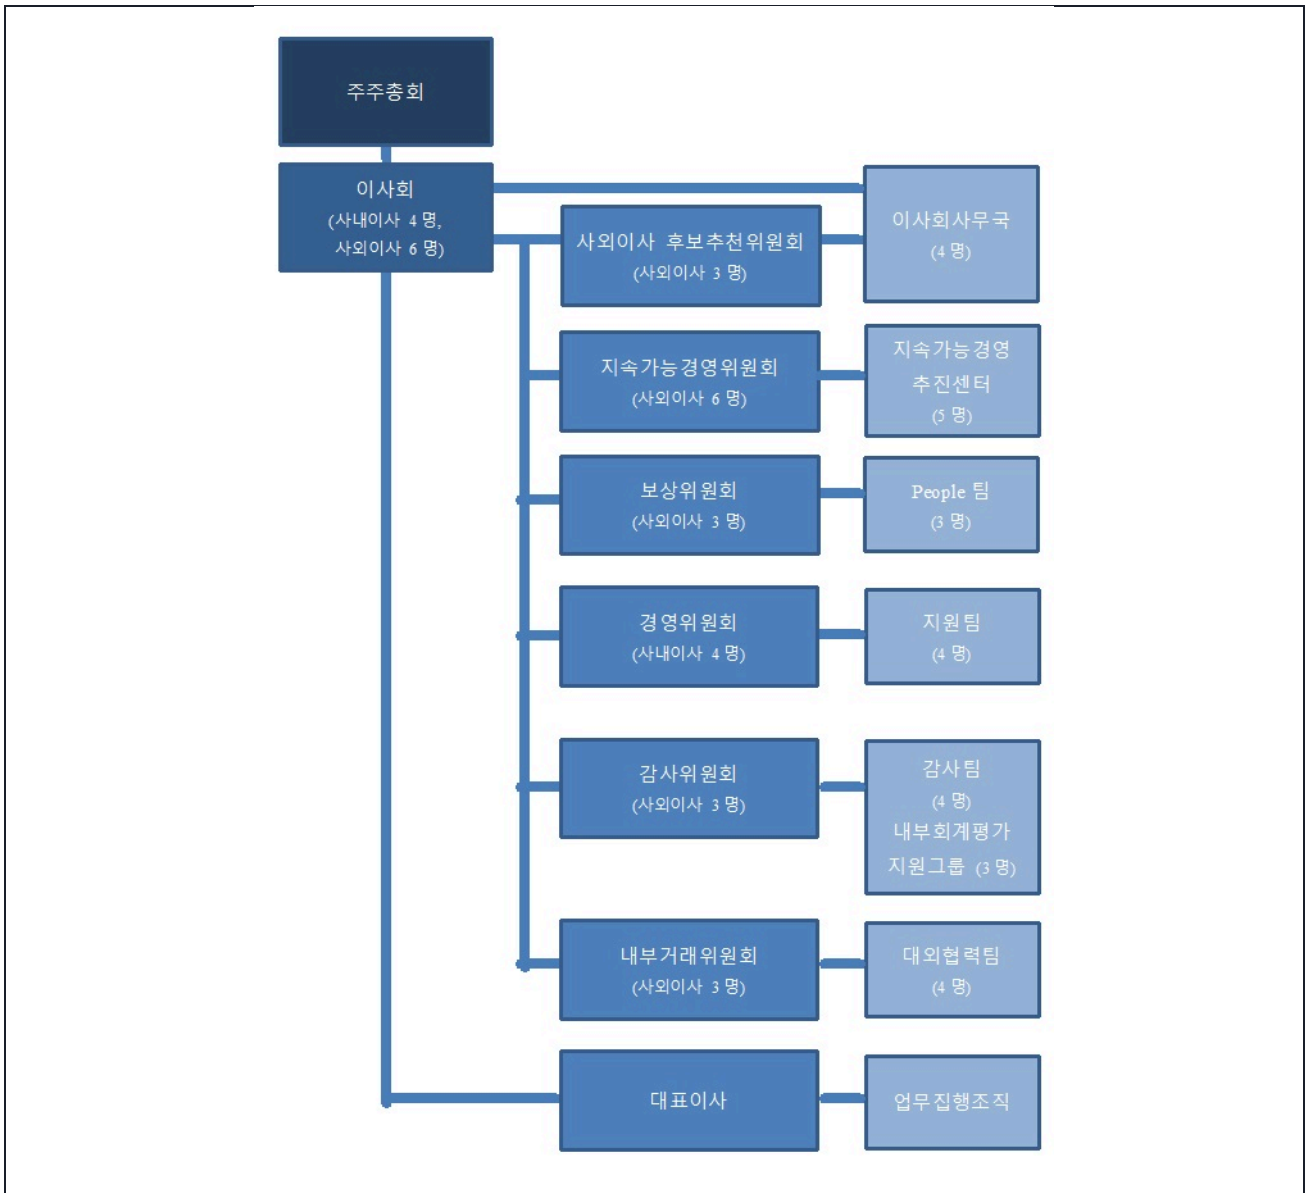 주주총회
이사회
(사내이사 4 명,
사외이사 6 명)
이사회사무국
(4 명)
사외이사 후보추천위원회
(사외이사 3 명)
지속가능경영위원회
(사외이사 6 명)
지속가능경영
추진센터
(5 명)
보상위원회
(사외이사 3 명)
People 팀
(3 명)
경영위원회
(사내이사 4 명)
지원팀
(4 명)
감사위원회
(사외이사 3 명)
감사팀
(4 명)
내부회계평가
지원그룹 (3 명)
내부거래위원회
(사외이사 3 명)
대외협력팀
(4 명)
대표이사
업무집행조직